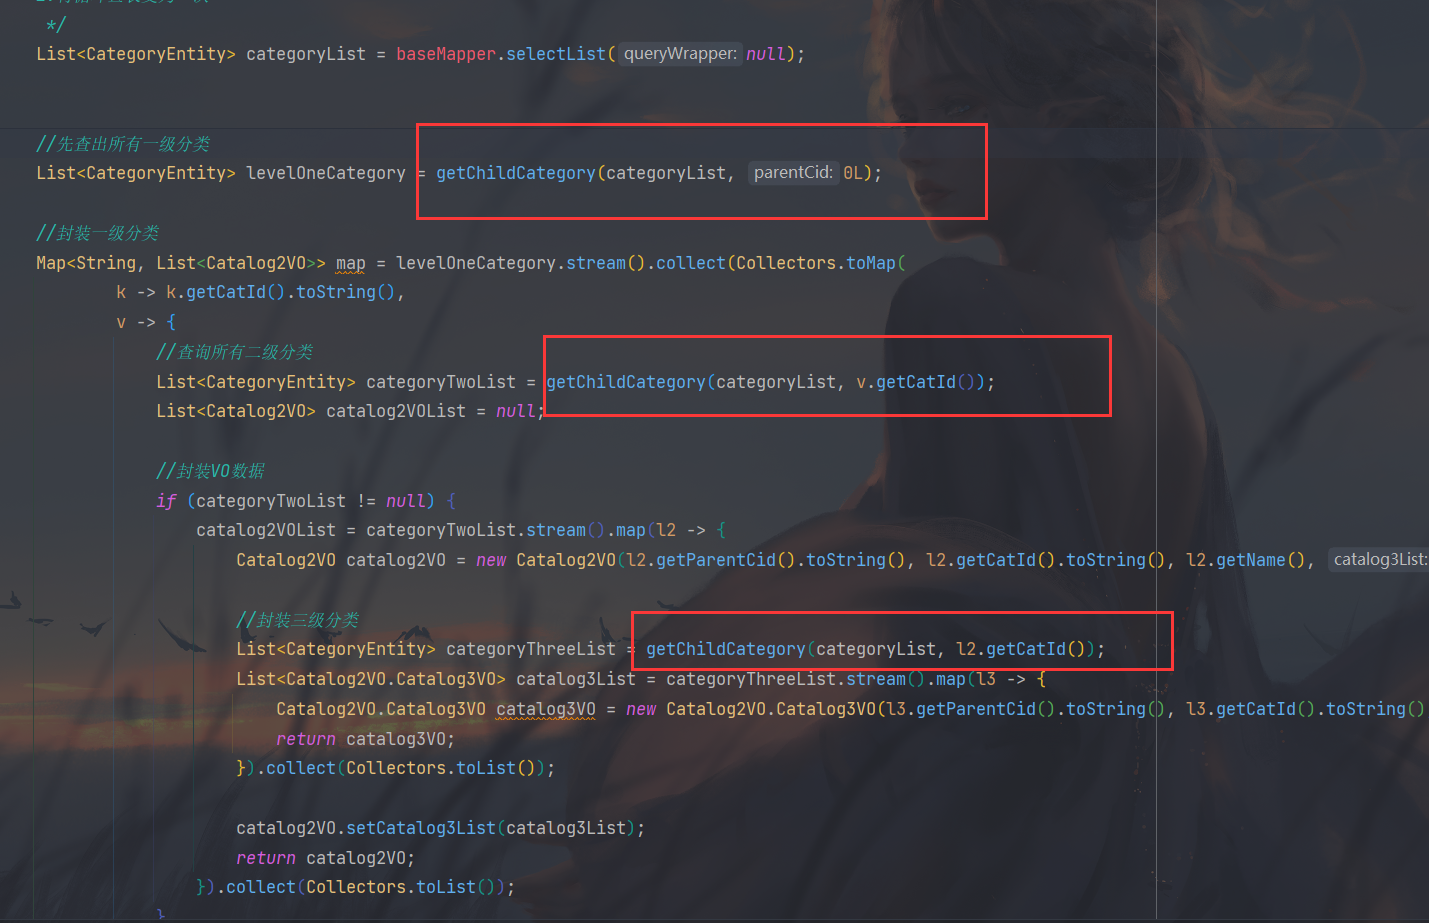 */
List<CategoryEntity> categoryList = baseMapper.selectList( queryWrapper: null);
//先查出所有一级分类
List<CategoryEntity> levelOneCategory = getChildCategory(categoryList, parentCid: 0L);
//封装一级分类
Map<String, List<Catalog2VO>> map = levelOneCategory.stream().collect(Collectors.toMap(
k -> k.getCatId().toString(),
v -> {
//查询所有二级分类
List<CategoryEntity> categoryTwoList = getChildCategory(categoryList, v.getCatId());
List<Catalog2VO> catalog2VOList = null;
//封装VO数据
if (categoryTwoList != null) {
catalog2VOList = categoryTwoList.stream().map(l2 -> {
Catalog2VO catalog2VO = new Catalog2VO(l2.getParentCid().toString(), l2.getCatId().toString(), l2.getName(), catalog3List:
//封装三级分类
List<CategoryEntity> categoryThreeList = getChildCategory(categoryList, l2.getCatId());
List<Catalog2VO.Catalog3VO> catalog3List = categoryThreeList.stream().map(l3 -> {
Catalog2VO.Catalog3VO catalog3VO = new Catalog2VO.Catalog3VO(l3.getParentCid().toString(), l3.getCatId().toString()
return catalog3VO;
}).collect(Collectors.toList());
catalog2VO.setCatalog3List(catalog3List);
return catalog2VO;
}).collect(Collectors.toList());
}